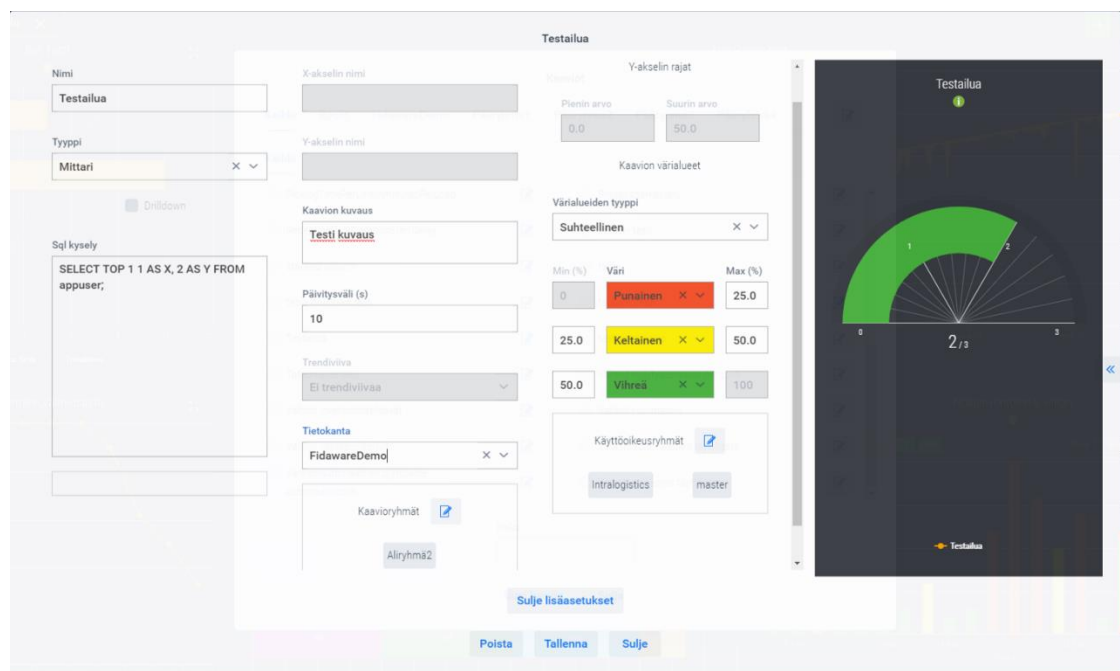 Testailua
Nimi
Testailua
Tyyppi
Mittari
Drilldown
Sql kysely
SELECT TOP 1 1 AS X, 2 AS Y FROM
appuser;
X-akselin nimi
Y-akselin nimi
Kaavion kuvaus
Testi kuvaus
Päivitysväli (s)
10
Trendiviiva
Ei trendiviivaa
Tietokanta
FidawareDemo
Kaavioryhmät
Aliryhmä2
Y-akselin rajat
Pienin arvo Suurin arvo
0,0 50.0
Kaavion värialueet
Värialueiden tyyppi
Suhteellinen
Min (%) Väri Max (%)
0 Punainen 25.0
25.0 Keltainen 50.0
50.0 Vihreä 100
Käyttöoikeusryhmät
Intralogistics master
Testailua
0 1 2 3
2/3
Testailua
Sulje lisäasetukset
Poista Tallenna Sulje